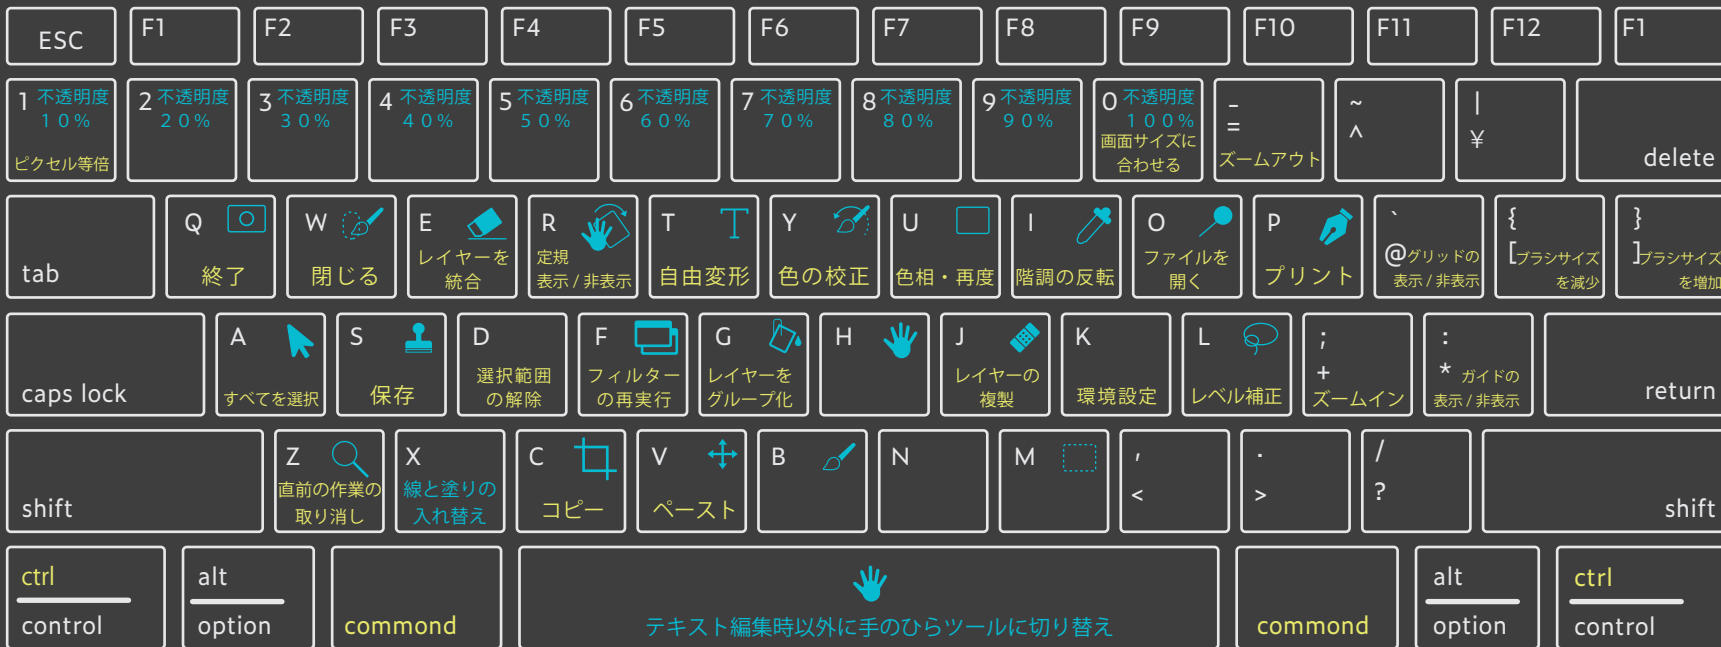 ESC
F1
F2
F3
F4
F5
F6
F7
F8
F9
F10
F11
F12
F1
1 不透明度
10%
ピクセル等倍
2 不透明度
20%
3 不透明度
30%
4 不透明度
40%
5 不透明度
50%
6 不透明度
60%
7 不透明度
70%
8 不透明度
80%
9 不透明度
90%
0 不透明度
100%
画面サイズに
合わせる
-
=
ズームアウト
~
^
|
¥
delete
tab
Q
終了
W
閉じる
E
レイヤーを
統合
R
定規
表示 / 非表示
T
自由変形
Y
色の校正
U
色相・再度
I
階調の反転
O
ファイルを
開く
P
プリント
`
@グリッドの
表示 / 非表示
{
[ブラシサイズ
を減少
}
]ブラシサイズ
を増加
caps lock
A
すべてを選択
S
保存
D
選択範囲
の解除
F
フィルター
の再実行
G
レイヤーを
グループ化
H
J
レイヤーの
複製
K
環境設定
L
レベル補正
;
+
ズームイン
:
* ガイドの
表示 / 非表示
return
shift
Z
直前の作業の
取り消し
X
線と塗りの
入れ替え
C
コピー
V
ペースト
B
N
M
,
<
.
>
/
?
shift
ctrl
control
alt
option
commond
テキスト編集時以外に手のひらツールに切り替え
commond
alt
option
ctrl
control